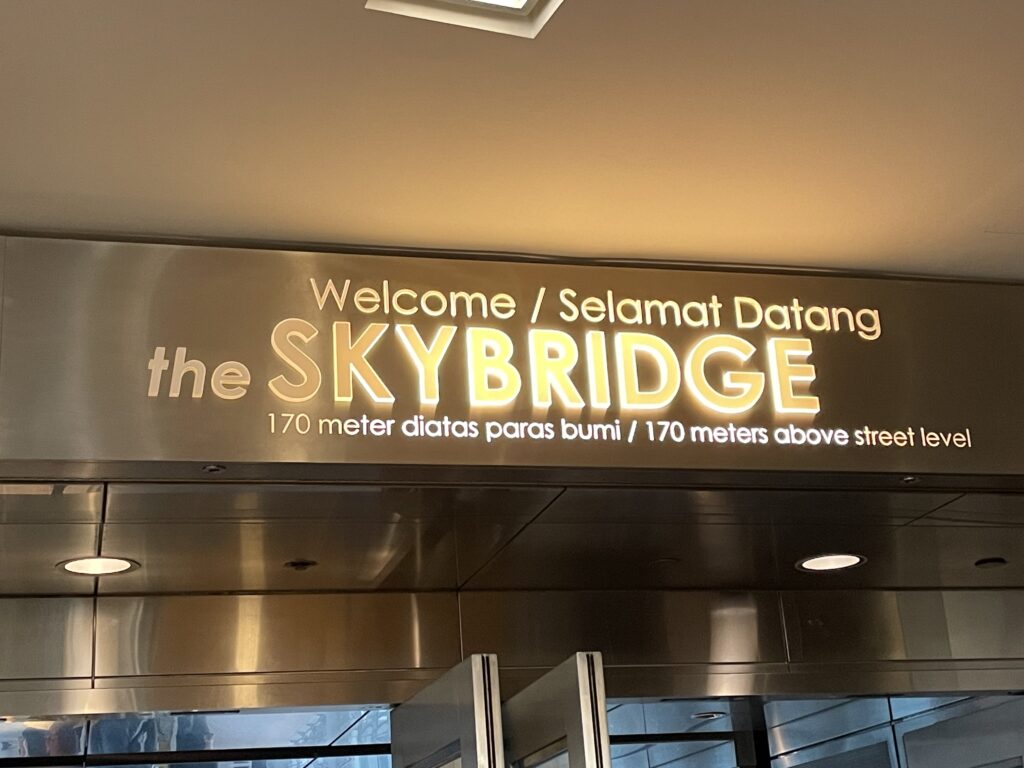 Welcome / Selamat Datang
the SKYBRIDGE
170 meter diatas paras bumi / 170 meters above street level